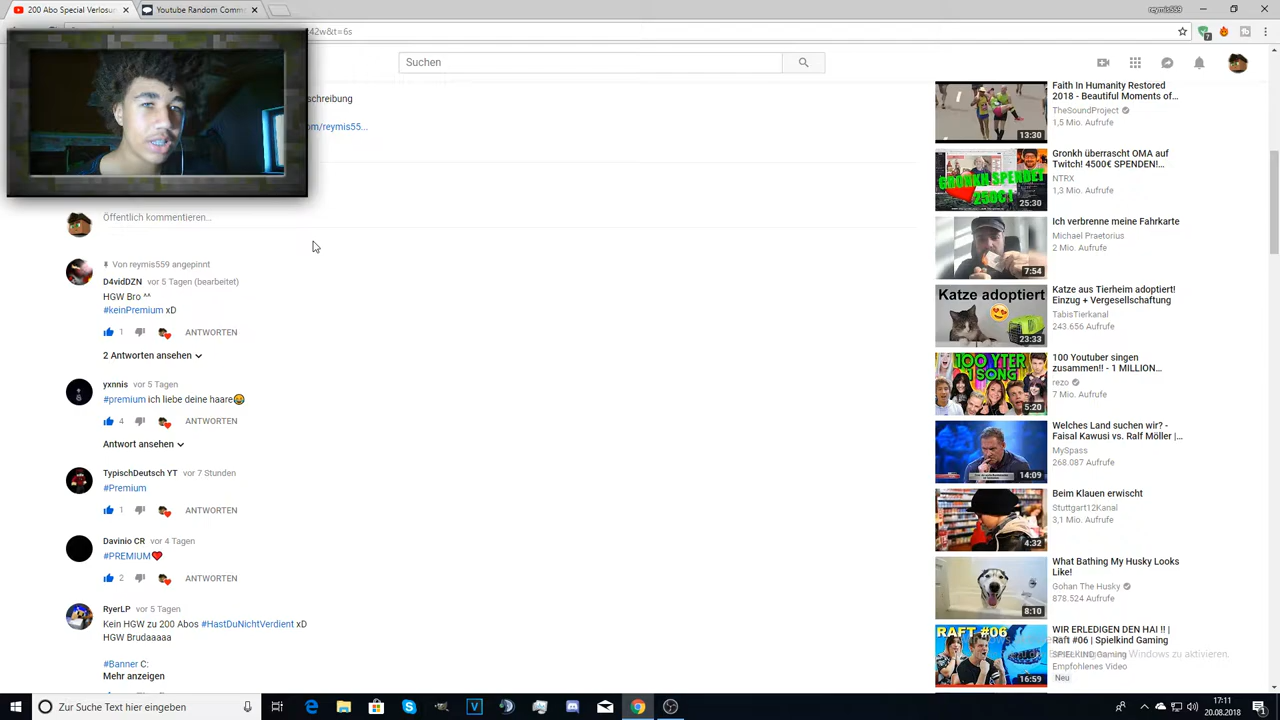 200 Abo Special Verlosu
Youtube Random Comm
reymis559
42w&t=6s
Suchen
schreibung
om/reymis55...
Öffentlich kommentieren...
Von reymis559 angepinnt
D4vidDZN vor 5 Tagen (bearbeitet)
HGW Bro ^^
#keinPremium xD
1 ANTWORTEN
2 Antworten ansehen
yxnnis vor 5 Tagen
#premium ich liebe deine haare😂
4 ANTWORTEN
Antwort ansehen
TypischDeutsch YT vor 7 Stunden
#Premium
1 ANTWORTEN
Davinio CR vor 4 Tagen
#PREMIUM❤
2 ANTWORTEN
RyerLP vor 5 Tagen
Kein HGW zu 200 Abos #HastDuNichtVerdient xD
HGW Brudaaaaa
#Banner C:
Mehr anzeigen
Faith In Humanity Restored
2018 - Beautiful Moments of...
TheSoundProject
1,5 Mio. Aufrufe
13:30
Gronkh überrascht OMA auf
Twitch! 4500€ SPENDEN!...
NTRX
1,3 Mio. Aufrufe
GRONKH SPENDET
2500€!
25:30
Ich verbrenne meine Fahrkarte
Michael Praetorius
2 Mio. Aufrufe
7:54
Katze adoptiert
Katze aus Tierheim adoptiert!
Einzug + Vergesellschaftung
TabisTierkanal
243.656 Aufrufe
23:33
100 YTER
1 SONG
100 Youtuber singen
zusammen!! - 1 MILLION...
rezo
7 Mio. Aufrufe
5:20
Welches Land suchen wir? -
Faisal Kawusi vs. Ralf Möller |...
MySpass
268.087 Aufrufe
14:09
Beim Klauen erwischt
Stuttgart12Kanal
3,1 Mio. Aufrufe
4:32
What Bathing My Husky Looks
Like!
Gohan The Husky
878.524 Aufrufe
8:10
RAFT #06
WIR ERLEDIGEN DEN HAI !! |
Raft #06 | Spielkind Gaming
SPIELKIND Gaming
Empfohlenes Video
Neu
16:59
Windows zu aktivieren.
Zur Suche Text hier eingeben
17:11
20.08.2018